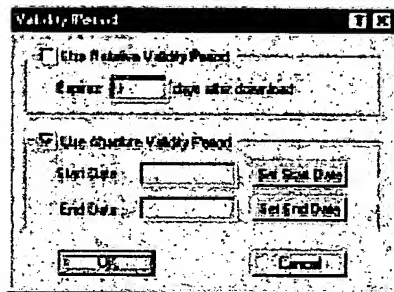 Validity Period
Use Relative Validity Period
Expires days after download
Use Absolute Validity Period
Start Date Set Start Date
End Date Set End Date
OK Cancel